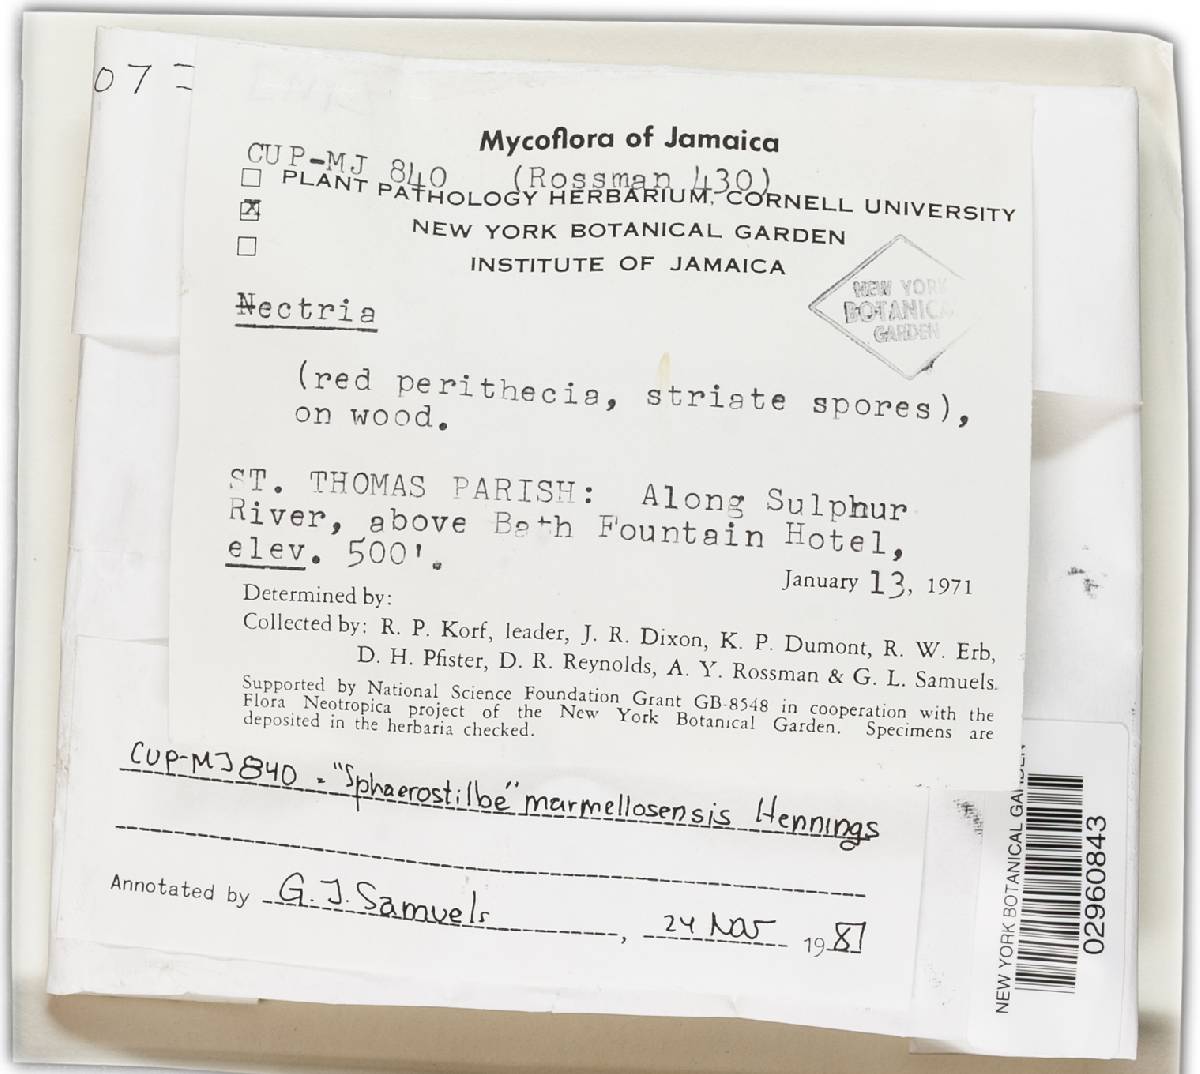 07
Mycoflora of Jamaica
CUP-MJ 840 (Rossman 430)
☐ PLANT PATHOLOGY HERBARIUM, CORNELL UNIVERSITY
☒ NEW YORK BOTANICAL GARDEN
☐ INSTITUTE OF JAMAICA
NEW YORK
BOTANICA
GARDEN
Nectria
(red perithecia, striate spores),
on wood.
ST. THOMAS PARISH: Along Sulphur
River, above Bath Fountain Hotel,
elev. 500'.
January 13, 1971
Determined by:
Collected by: R. P. Korf, leader, J. R. Dixon, K. P. Dumont, R. W. Erb,
D. H. Pfister, D. R. Reynolds, A. Y. Rossman & G. L. Samuels.
Supported by National Science Foundation Grant GB-8548 in cooperation with the
Flora Neotropica project of the New York Botanical Garden. Specimens are
deposited in the herbaria checked.
CUP-MJ 840 = "Sphaerostilbe" marmellosensis Hennings
Annotated by G. J. Samuels, 24 Mar 1981
NEW YORK BOTANICAL GARDEN
02960843